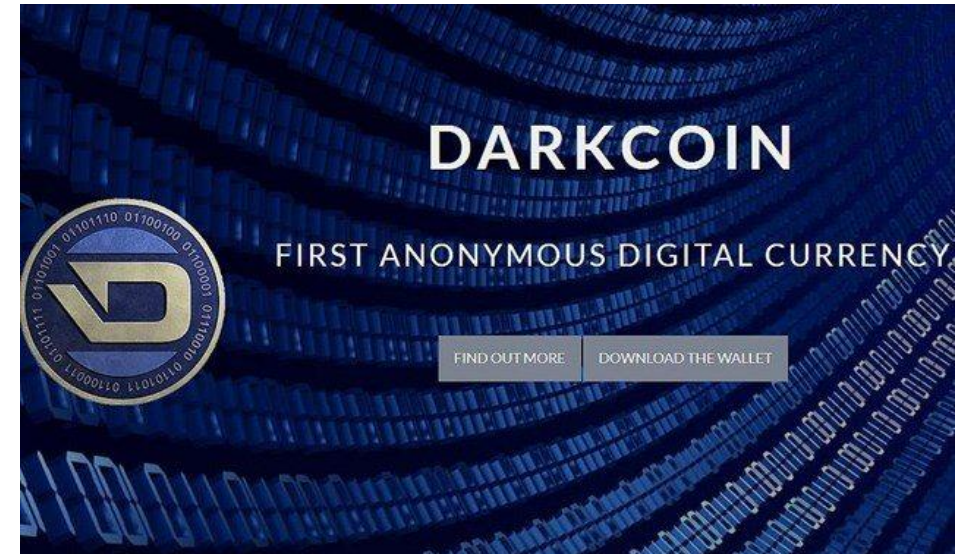 DARKCOIN
FIRST ANONYMOUS DIGITAL CURRENCY.
FIND OUT MORE
DOWNLOAD THE WALLET